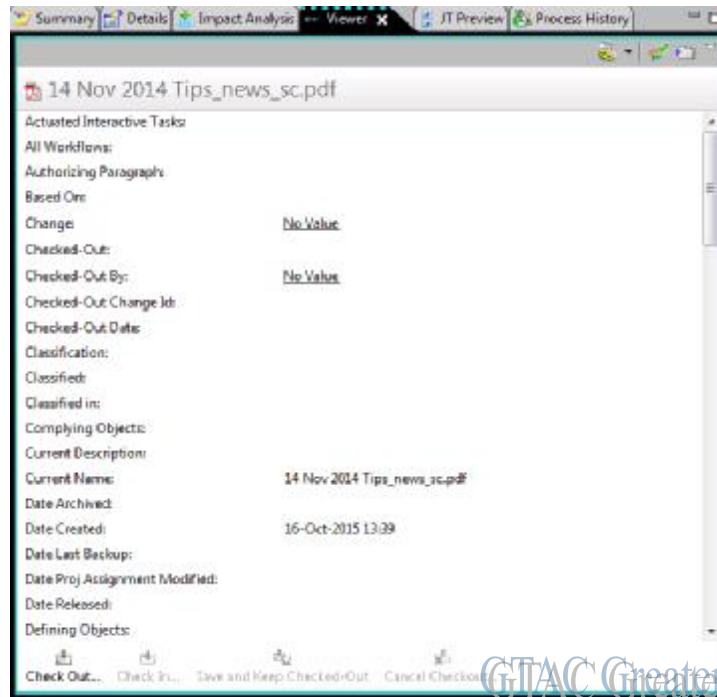 Summary Details Impact Analysis Viewer JT Preview Process History
14 Nov 2014 Tips_news_sc.pdf
Actuated Interactive Tasks:
All Workflows:
Authorizing Paragraph:
Based On:
Change: No Value
Checked-Out:
Checked-Out By: No Value
Checked-Out Change Id:
Checked-Out Date:
Classification:
Classified:
Classified in:
Complying Objects:
Current Description:
Current Name: 14 Nov 2014 Tips_news_sc.pdf
Date Archived:
Date Created: 16-Oct-2015 13:39
Date Last Backup:
Date Proj Assignment Modified:
Date Released:
Defining Objects:
Check Out... Check In... Save and Keep Checked-Out Cancel Checkout
GTAC Greater